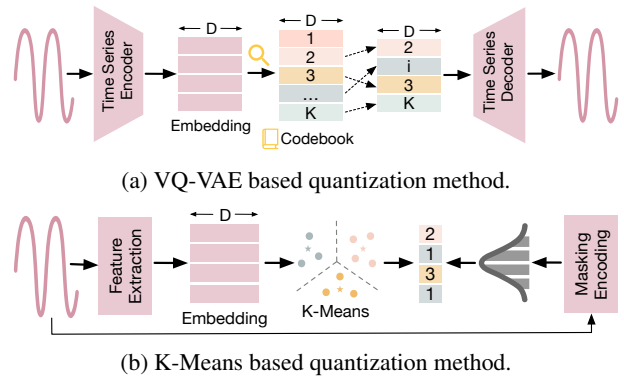 D
D
D
Time Series
Encoder
Embedding
1
2
3
...
K
Codebook
2
i
3
K
Time Series
Decoder
(a) VQ-VAE based quantization method.
D
Feature
Extraction
Embedding
K-Means
2
1
3
1
Masking
Encoding
(b) K-Means based quantization method.